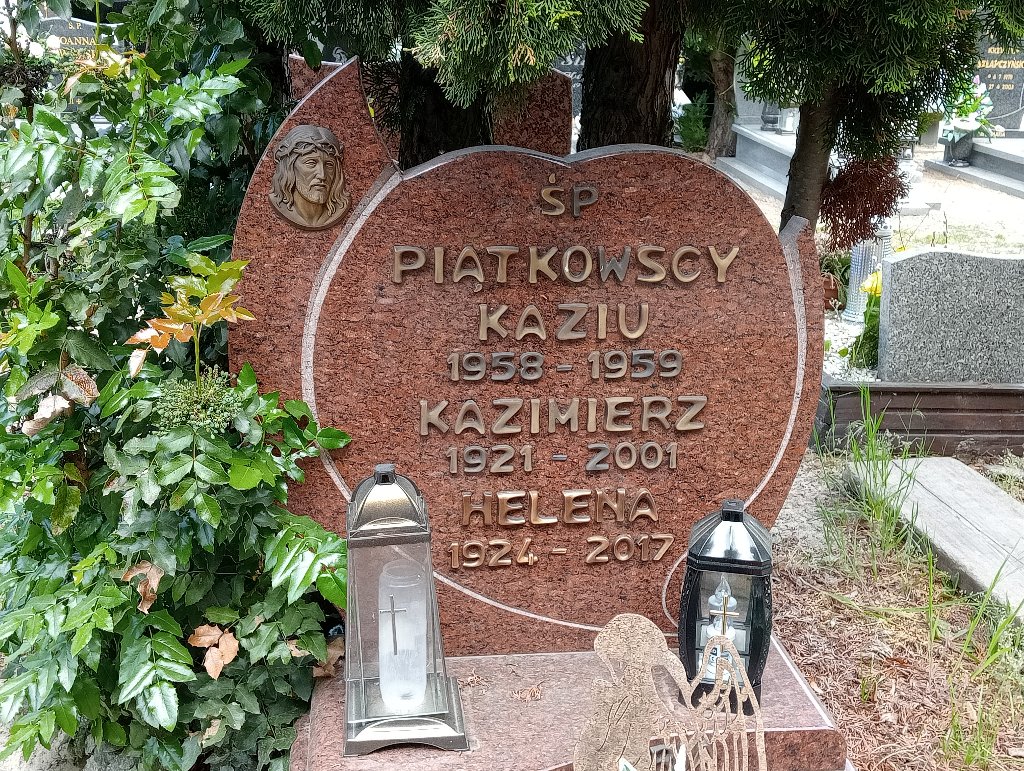 ŚP
PIĄTKOWSCY
KAZIU
1958 - 1959
KAZIMIERZ
1921 - 2001
HELENA
1924 - 2017
Ś.P.